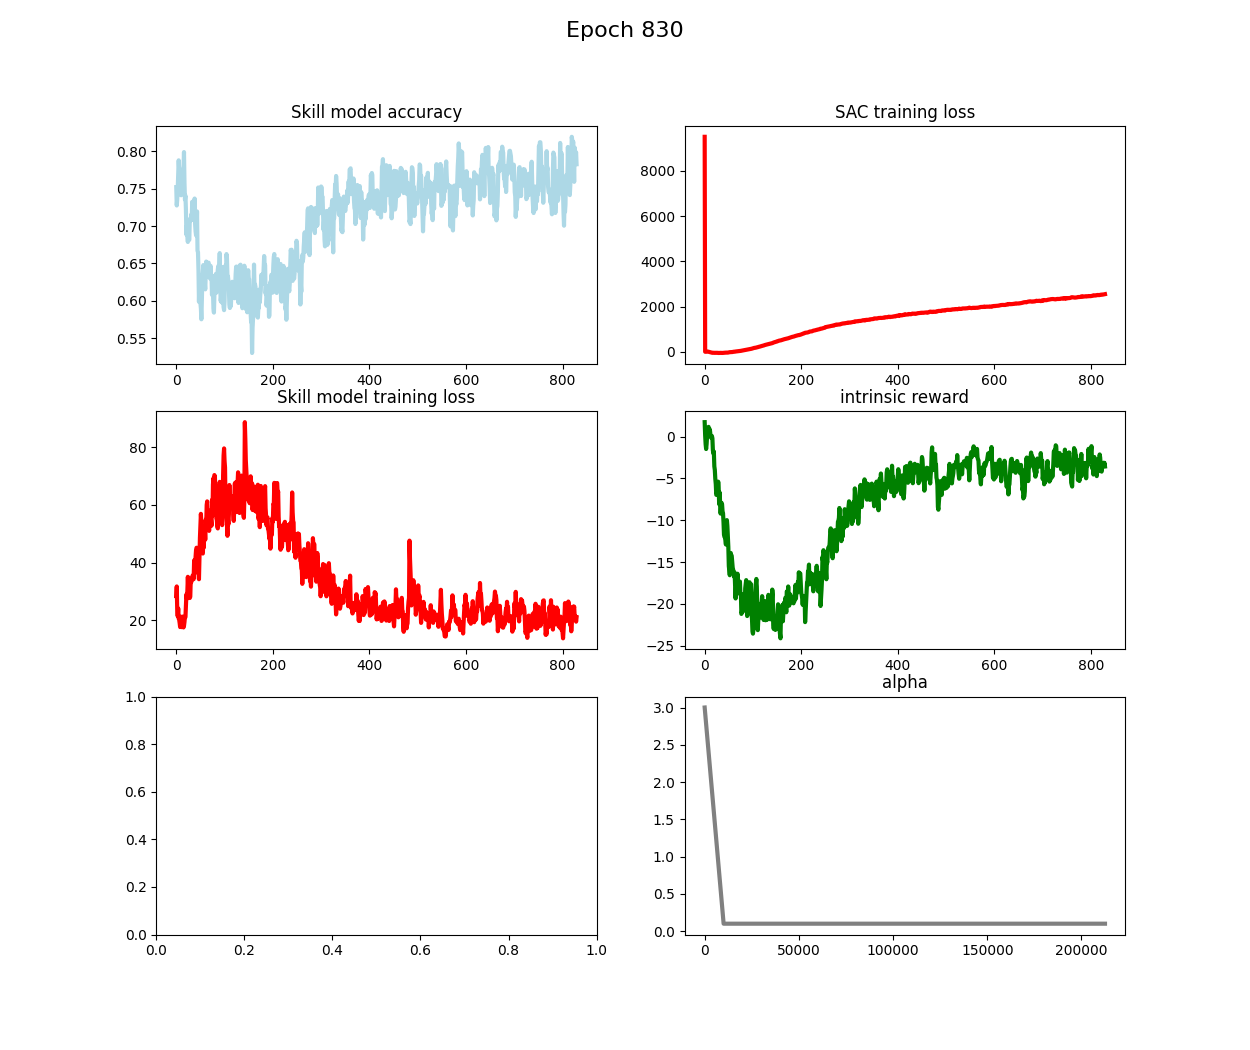 Epoch 830
Skill model accuracy
0.80
0.75
0.70
0.65
0.60
0.55
0 200 400 600 800
SAC training loss
8000
6000
4000
2000
0
0 200 400 600 800
Skill model training loss
80
60
40
20
0 200 400 600 800
intrinsic reward
0
−5
−10
−15
−20
−25
0 200 400 600 800
1.0
0.8
0.6
0.4
0.2
0.0
0.0 0.2 0.4 0.6 0.8 1.0
alpha
3.0
2.5
2.0
1.5
1.0
0.5
0.0
0 50000 100000 150000 200000